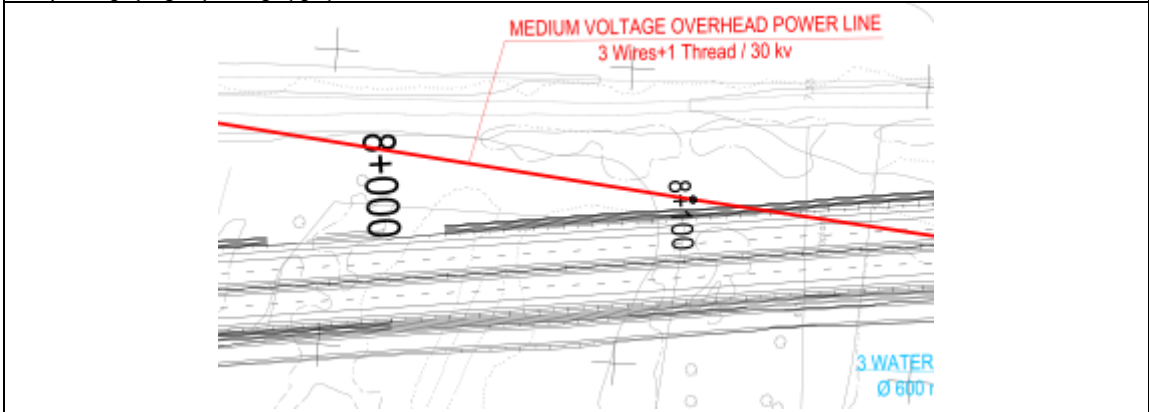 MEDIUM VOLTAGE OVERHEAD POWER LINE
3 Wires+1 Thread / 30 kv
8+000
8+100
3 WATER
Ø 600